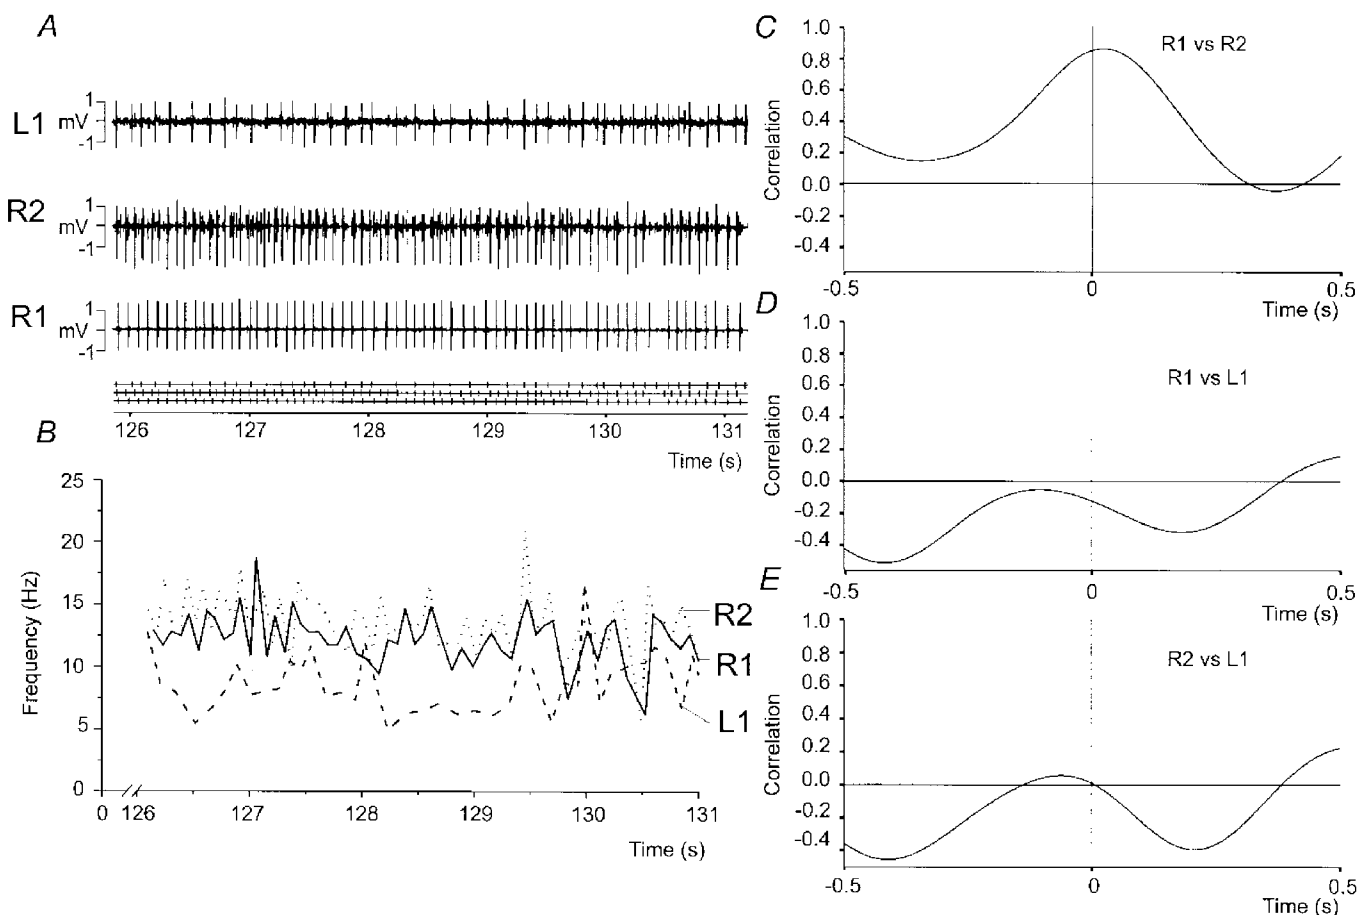 A
L1
1
mV
-1
R2
1
mV
-1
R1
1
mV
-1
126 127 128 129 130 131
Time (s)
B
25
20
15
10
5
0
Frequency (Hz)
R2
R1
L1
0 126 127 128 129 130 131
Time (s)
C
R1 vs R2
1.0
0.8
0.6
0.4
0.2
0.0
-0.2
-0.4
Correlation
-0.5 0 0.5
Time (s)
D
R1 vs L1
1.0
0.8
0.6
0.4
0.2
0.0
-0.2
-0.4
Correlation
-0.5 0 0.5
Time (s)
E
R2 vs L1
1.0
0.8
0.6
0.4
0.2
0.0
-0.2
-0.4
Correlation
-0.5 0 0.5
Time (s)